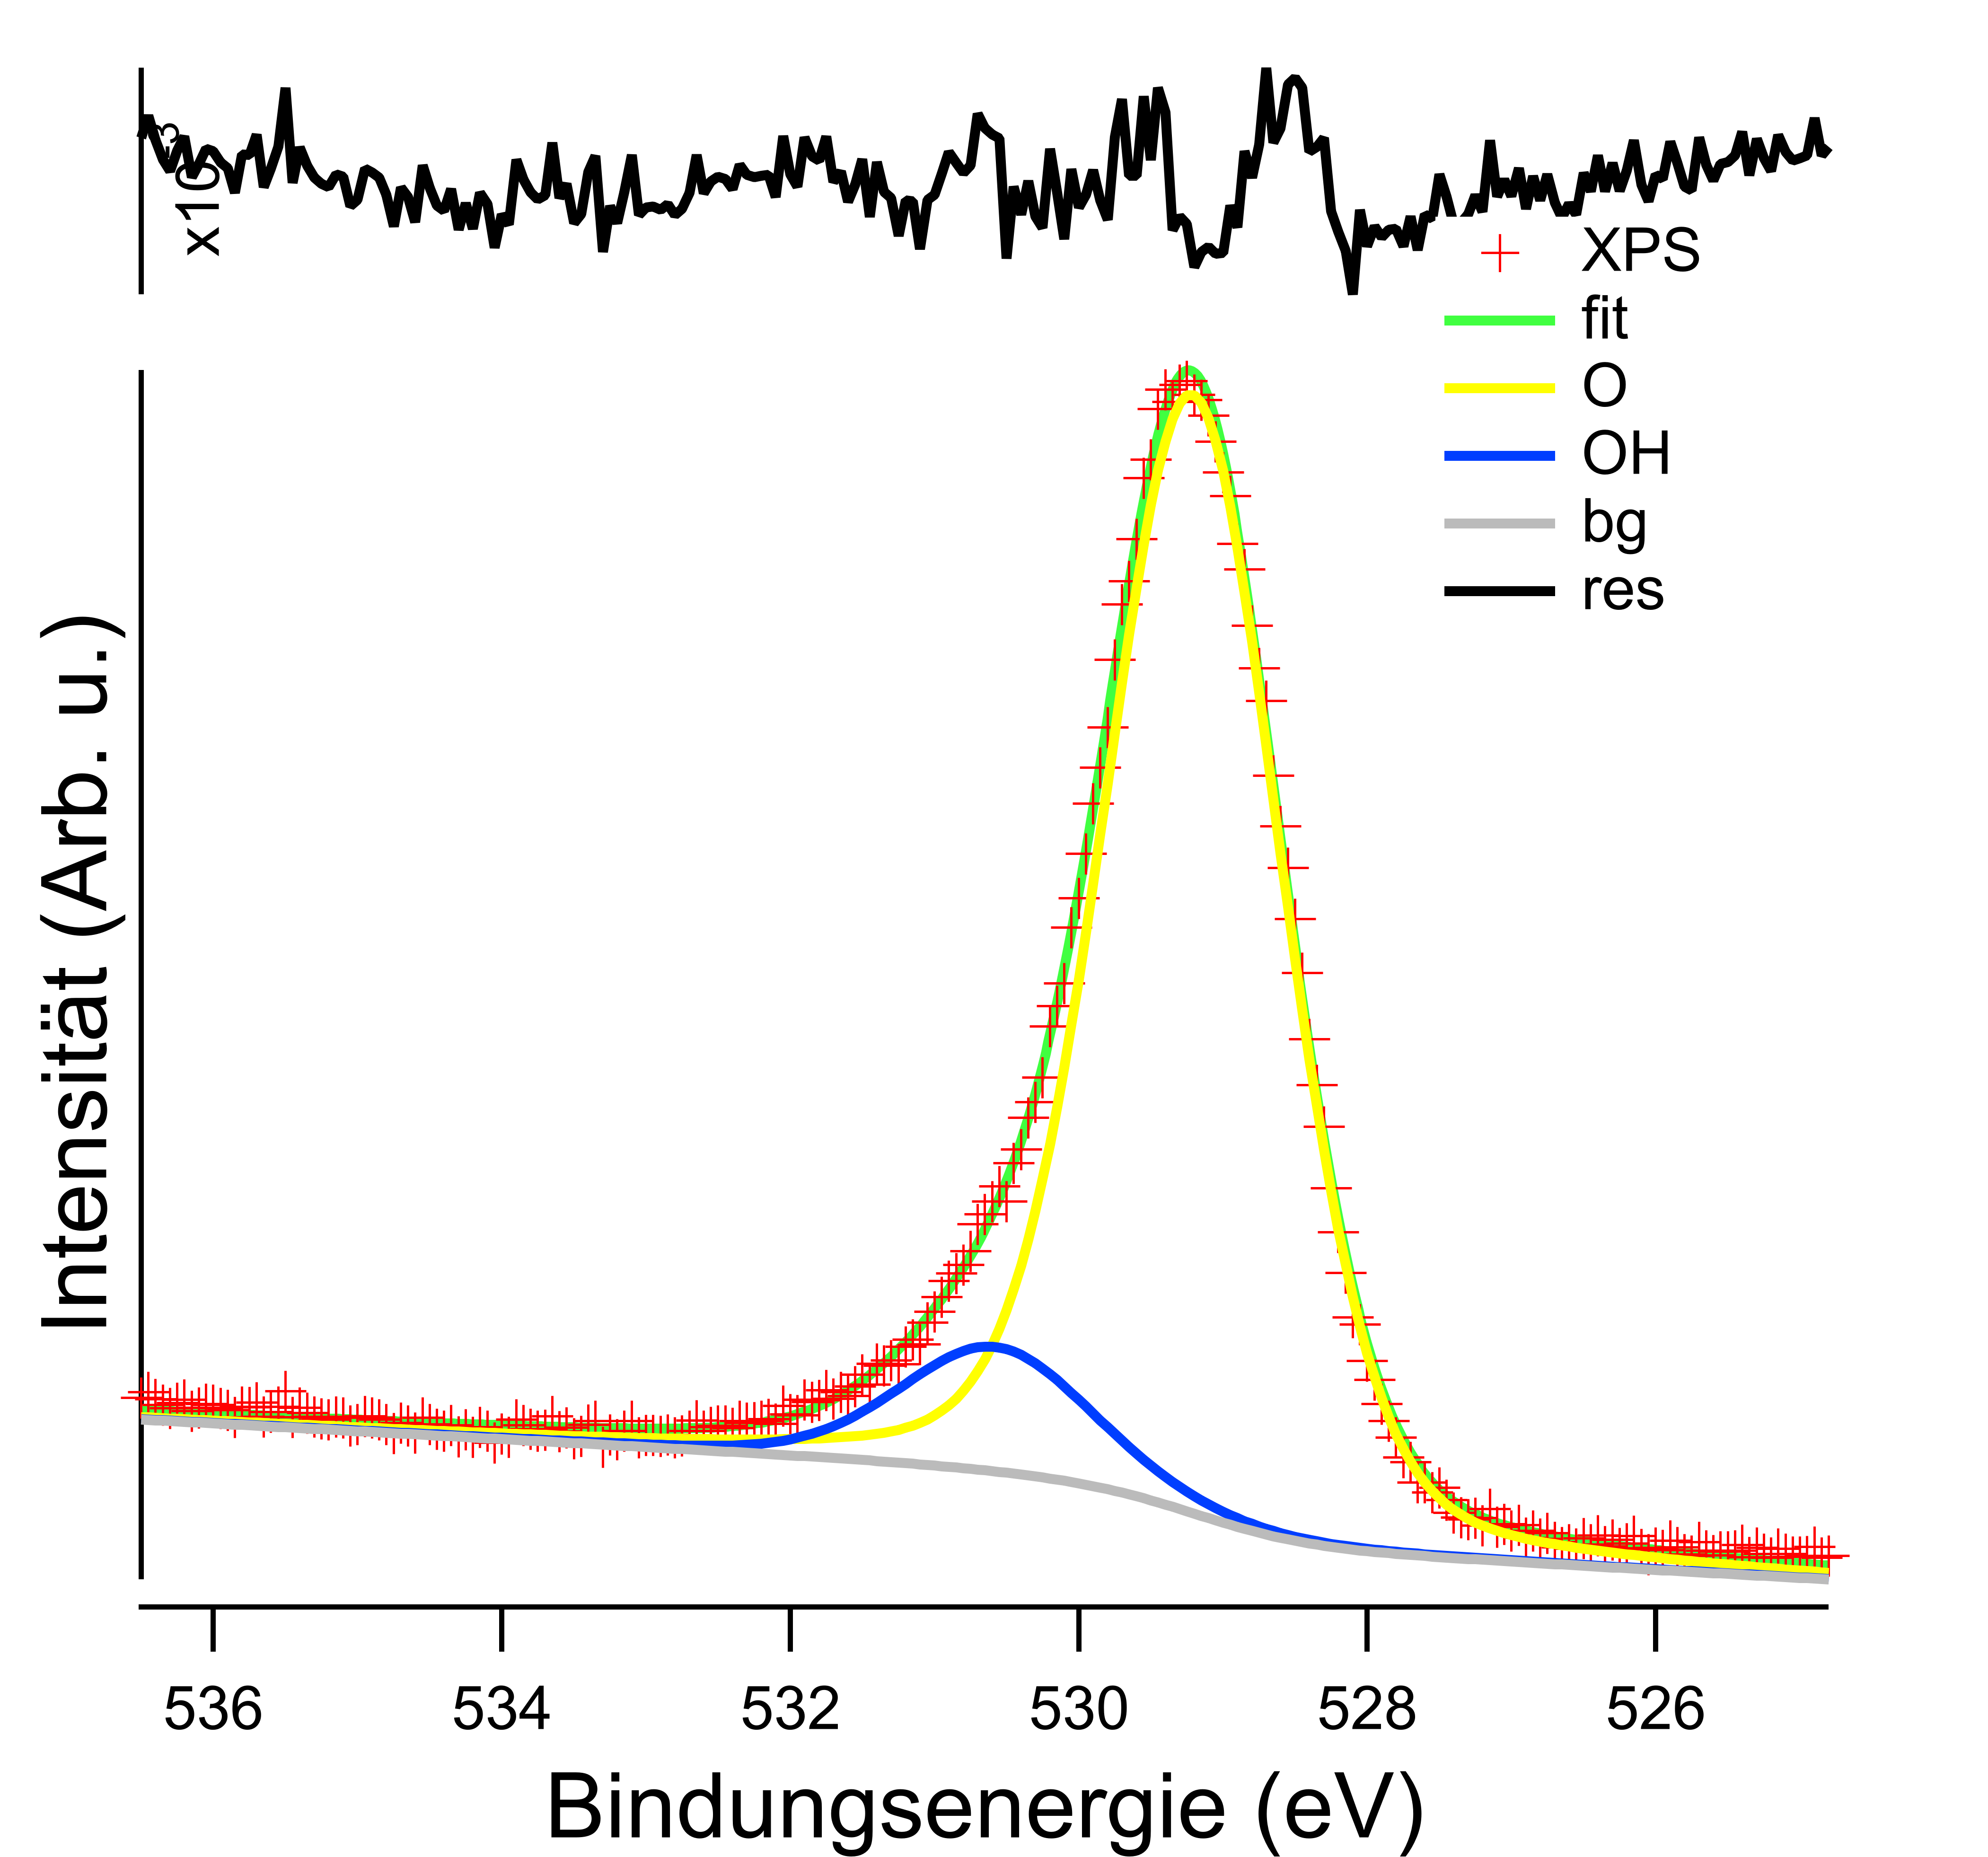 x10-3
XPS
fit
O
OH
bg
res
Intensität (Arb. u.)
536 534 532 530 528 526
Bindungsenergie (eV)